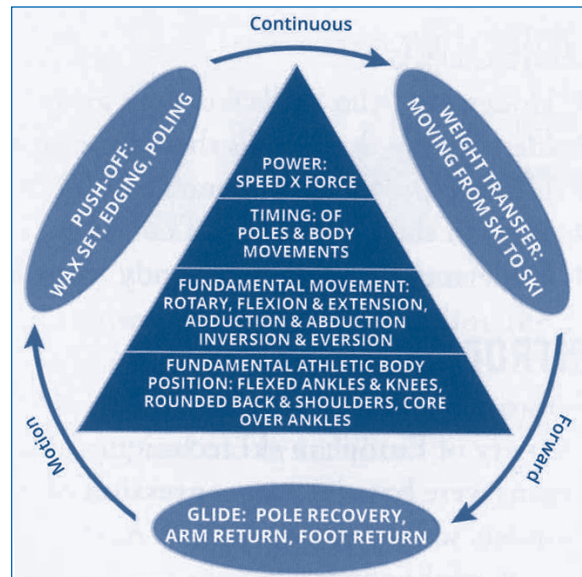 Continuous
PUSH-OFF:
WAX SET, EDGING, POLING
WEIGHT TRANSFER:
MOVING FROM SKI TO SKI
POWER:
SPEED X FORCE
TIMING: OF
POLES & BODY
MOVEMENTS
FUNDAMENTAL MOVEMENT:
ROTARY, FLEXION & EXTENSION,
ADDUCTION & ABDUCTION
INVERSION & EVERSION
FUNDAMENTAL ATHLETIC BODY
POSITION: FLEXED ANKLES & KNEES,
ROUNDED BACK & SHOULDERS, CORE
OVER ANKLES
Motion
Forward
GLIDE: POLE RECOVERY,
ARM RETURN, FOOT RETURN